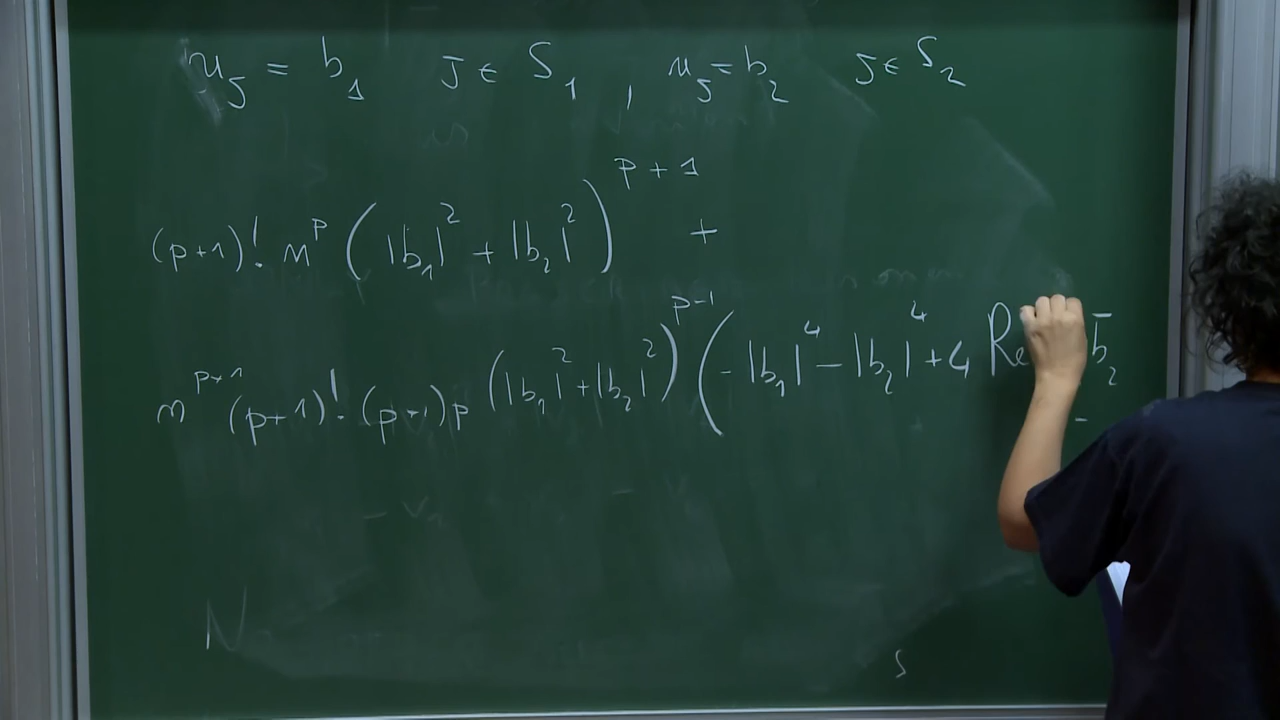 u_J = b_1 J ∈ S_1 , u_J = b_2 J ∈ S_2
(p+1)! m^p ( |b_1|^2 + |b_2|^2 )^{p+1} +
m^{p+1} (p+1)! (p+1)p ( |b_1|^2 + |b_2|^2 )^{p-1} ( - |b_1|^4 - |b_2|^4 + 4 Re b̄_2